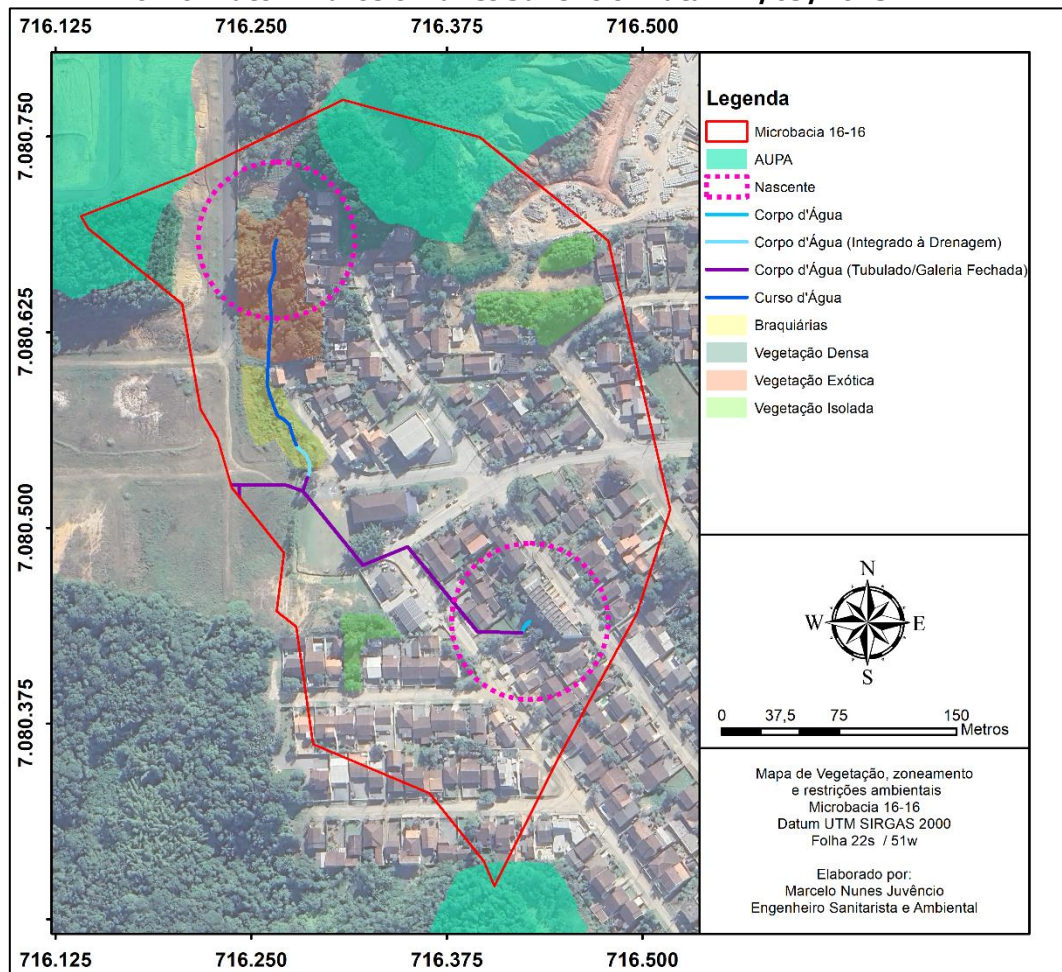 716.125 716.250 716.375 716.500
7.080.750
7.080.625
7.080.500
7.080.375
Legenda
Microbacia 16-16
AUPA
Nascente
Corpo d'Água
Corpo d'Água (Integrado à Drenagem)
Corpo d'Água (Tubulado/Galeria Fechada)
Curso d'Água
Braquiárias
Vegetação Densa
Vegetação Exótica
Vegetação Isolada
N
W E
S
0 37,5 75 150
Metros
Mapa de Vegetação, zoneamento
e restrições ambientais
Microbacia 16-16
Datum UTM SIRGAS 2000
Folha 22s / 51w
Elaborado por:
Marcelo Nunes Juvêncio
Engenheiro Sanitarista e Ambiental
716.125 716.250 716.375 716.500